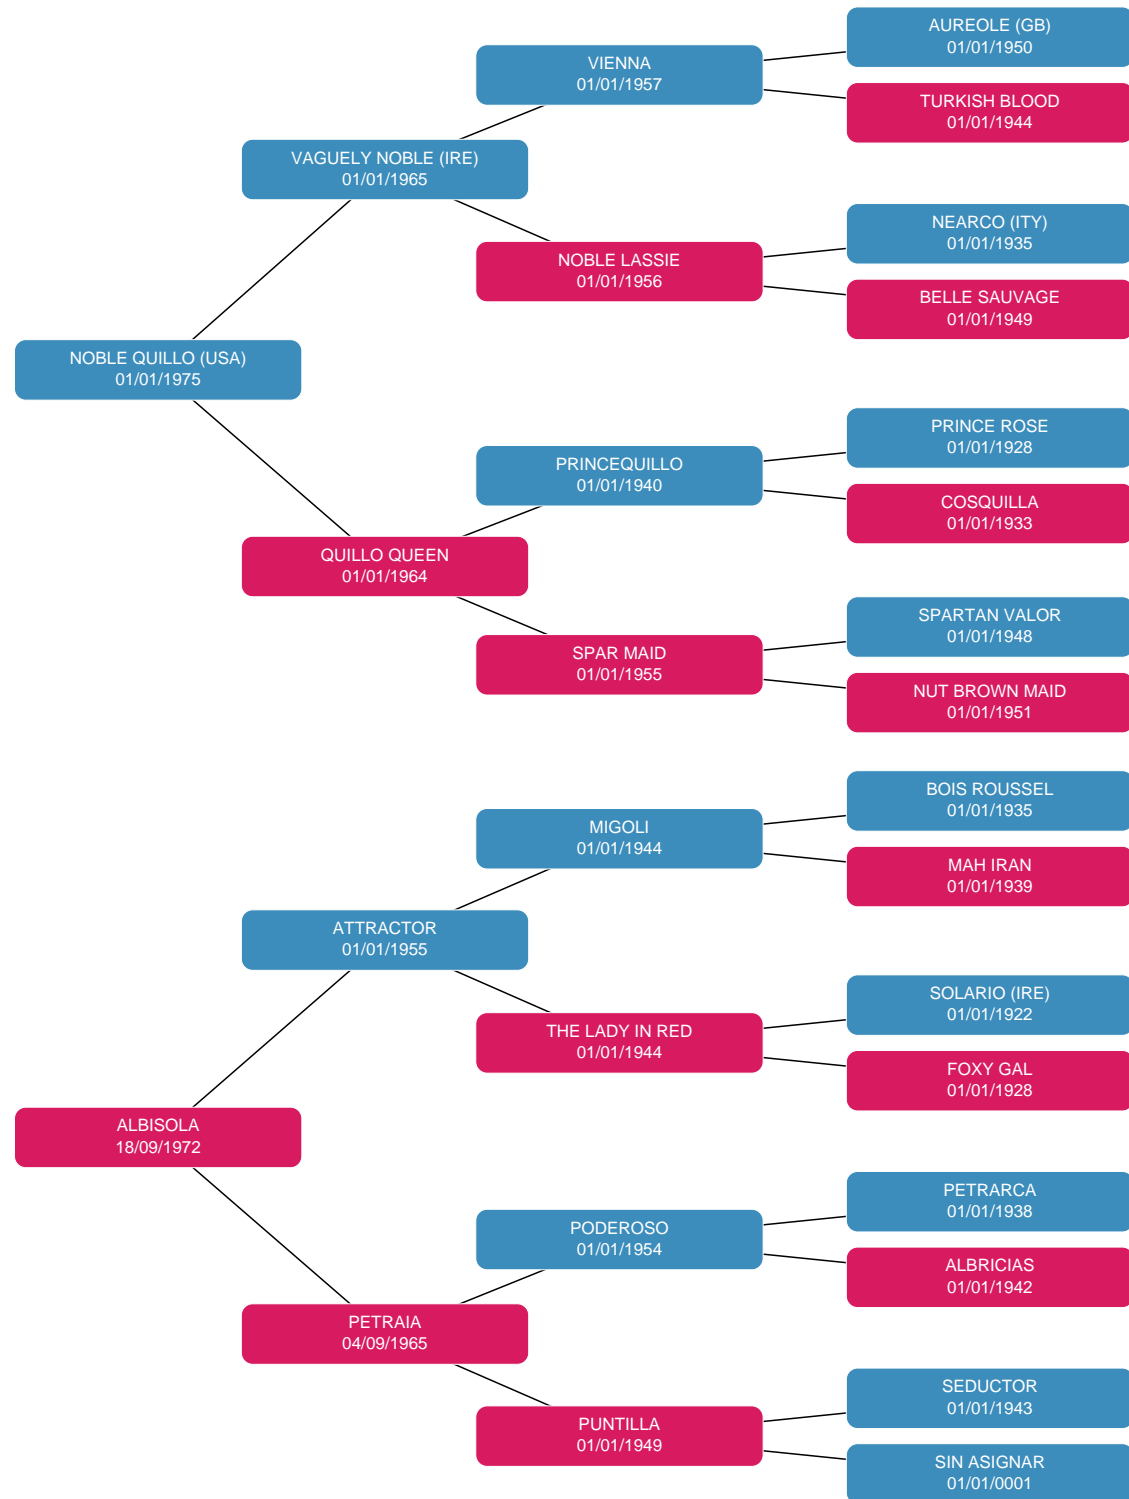 AUREOLE (GB)
01/01/1950
VIENNA
01/01/1957
TURKISH BLOOD
01/01/1944
VAGUELY NOBLE (IRE)
01/01/1965
NEARCO (ITY)
01/01/1935
NOBLE LASSIE
01/01/1956
BELLE SAUVAGE
01/01/1949
NOBLE QUILLO (USA)
01/01/1975
PRINCE ROSE
01/01/1928
PRINCEQUILLO
01/01/1940
COSQUILLA
01/01/1933
QUILLO QUEEN
01/01/1964
SPARTAN VALOR
01/01/1948
SPAR MAID
01/01/1955
NUT BROWN MAID
01/01/1951
BOIS ROUSSEL
01/01/1935
MIGOLI
01/01/1944
MAH IRAN
01/01/1939
ATTRACTOR
01/01/1955
SOLARIO (IRE)
01/01/1922
THE LADY IN RED
01/01/1944
FOXY GAL
01/01/1928
ALBISOLA
18/09/1972
PETRARCA
01/01/1938
PODEROSO
01/01/1954
ALBRICIAS
01/01/1942
PETRAIA
04/09/1965
SEDUCTOR
01/01/1943
PUNTILLA
01/01/1949
SIN ASIGNAR
01/01/0001